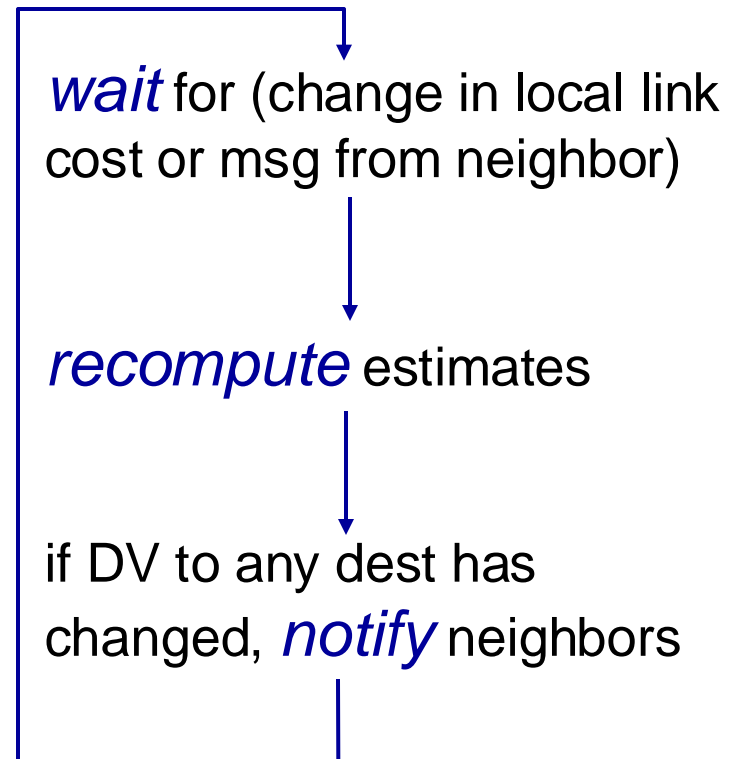 wait for (change in local link
cost or msg from neighbor)
recompute estimates
if DV to any dest has
changed, notify neighbors